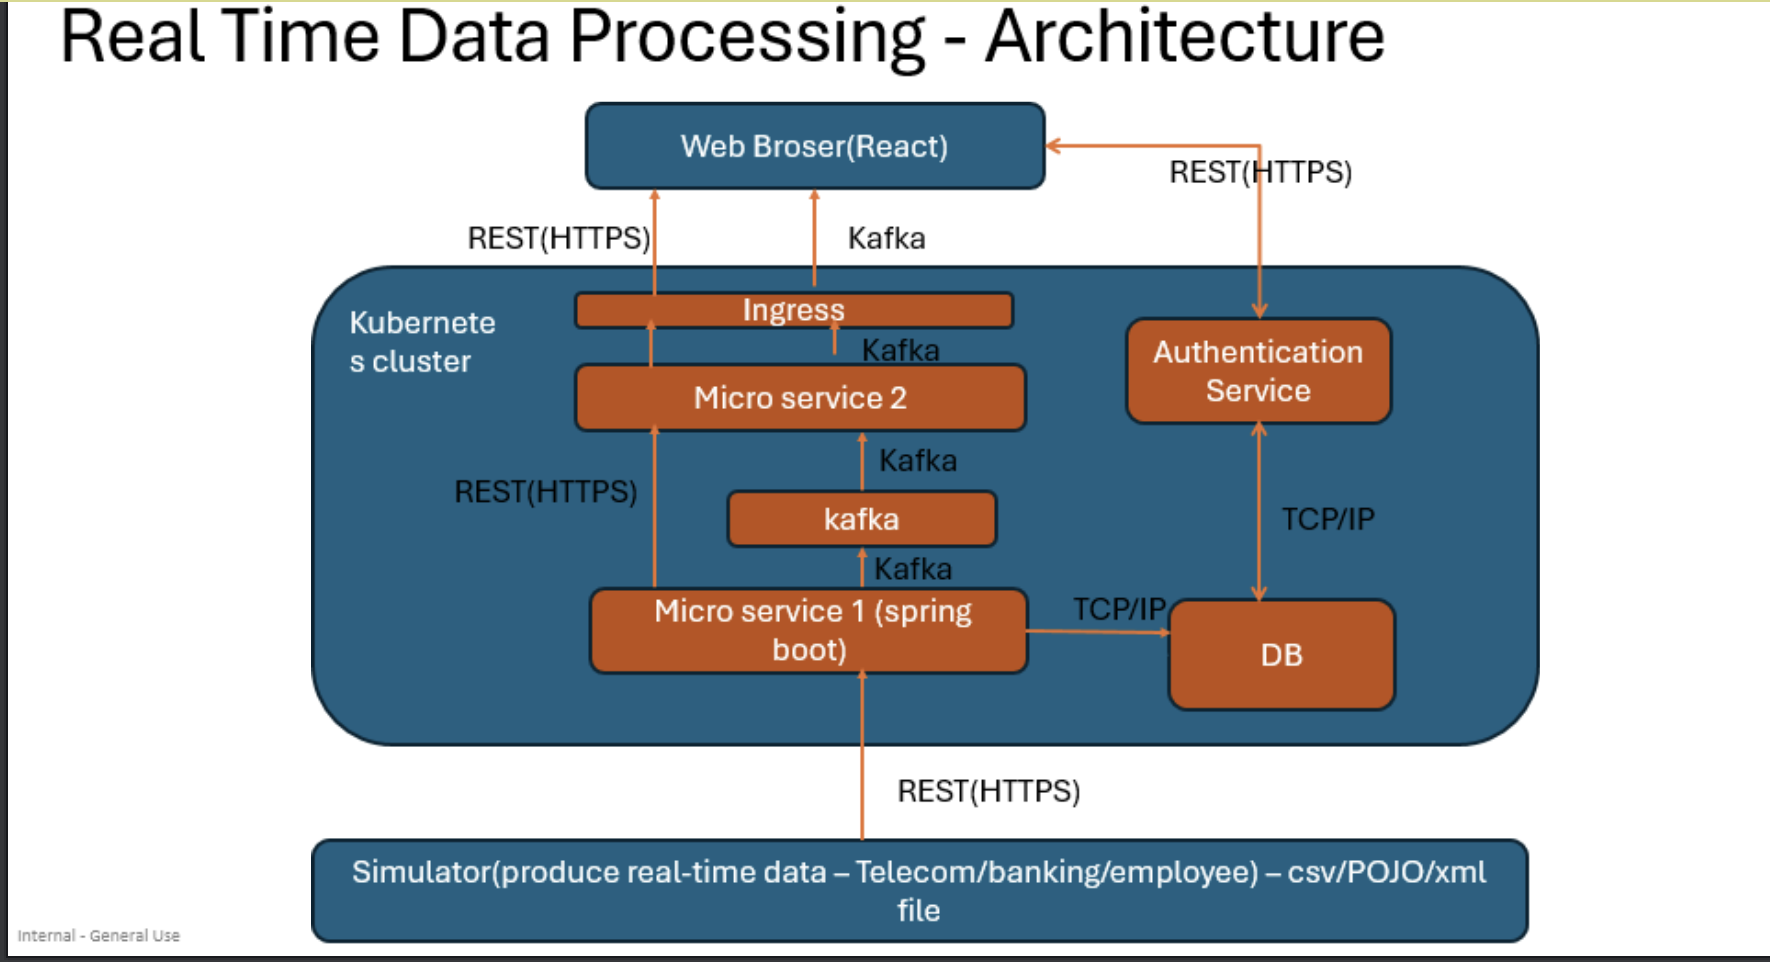 Real Time Data Processing - Architecture
Web Broser(React)
REST(HTTPS)
REST(HTTPS)
Kafka
Kubernete
s cluster
Ingress
Kafka
Authentication
Service
Micro service 2
Kafka
REST(HTTPS)
kafka
TCP/IP
Kafka
Micro service 1 (spring
boot)
TCP/IP
DB
REST(HTTPS)
Simulator(produce real-time data – Telecom/banking/employee) – csv/POJO/xml
file
Internal - General Use